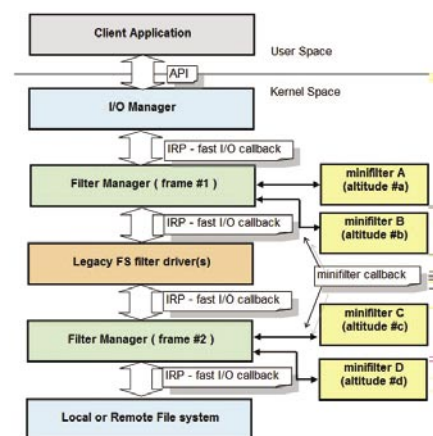 Client Application
User Space
API
Kernel Space
I/O Manager
IRP - fast I/O callback
Filter Manager ( frame #1 )
minifilter A
(altitude #a)
IRP - fast I/O callback
minifilter B
(altitude #b)
Legacy FS filter driver(s)
minifilter callback
IRP - fast I/O callback
minifilter C
(altitude #c)
Filter Manager ( frame #2 )
IRP - fast I/O callback
minifilter D
(altitude #d)
Local or Remote File system